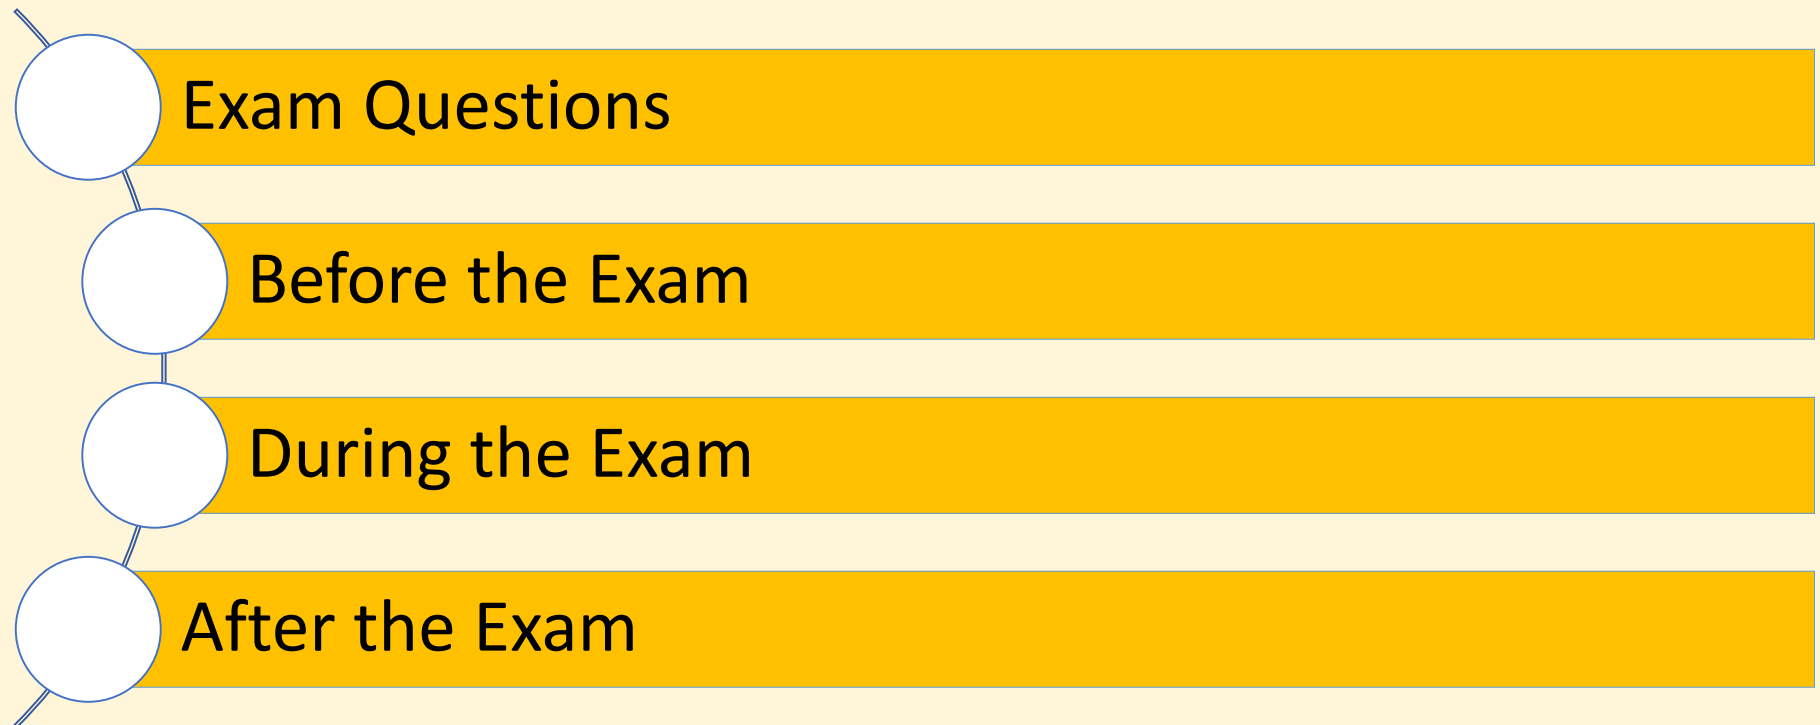 Exam Questions
Before the Exam
During the Exam
After the Exam